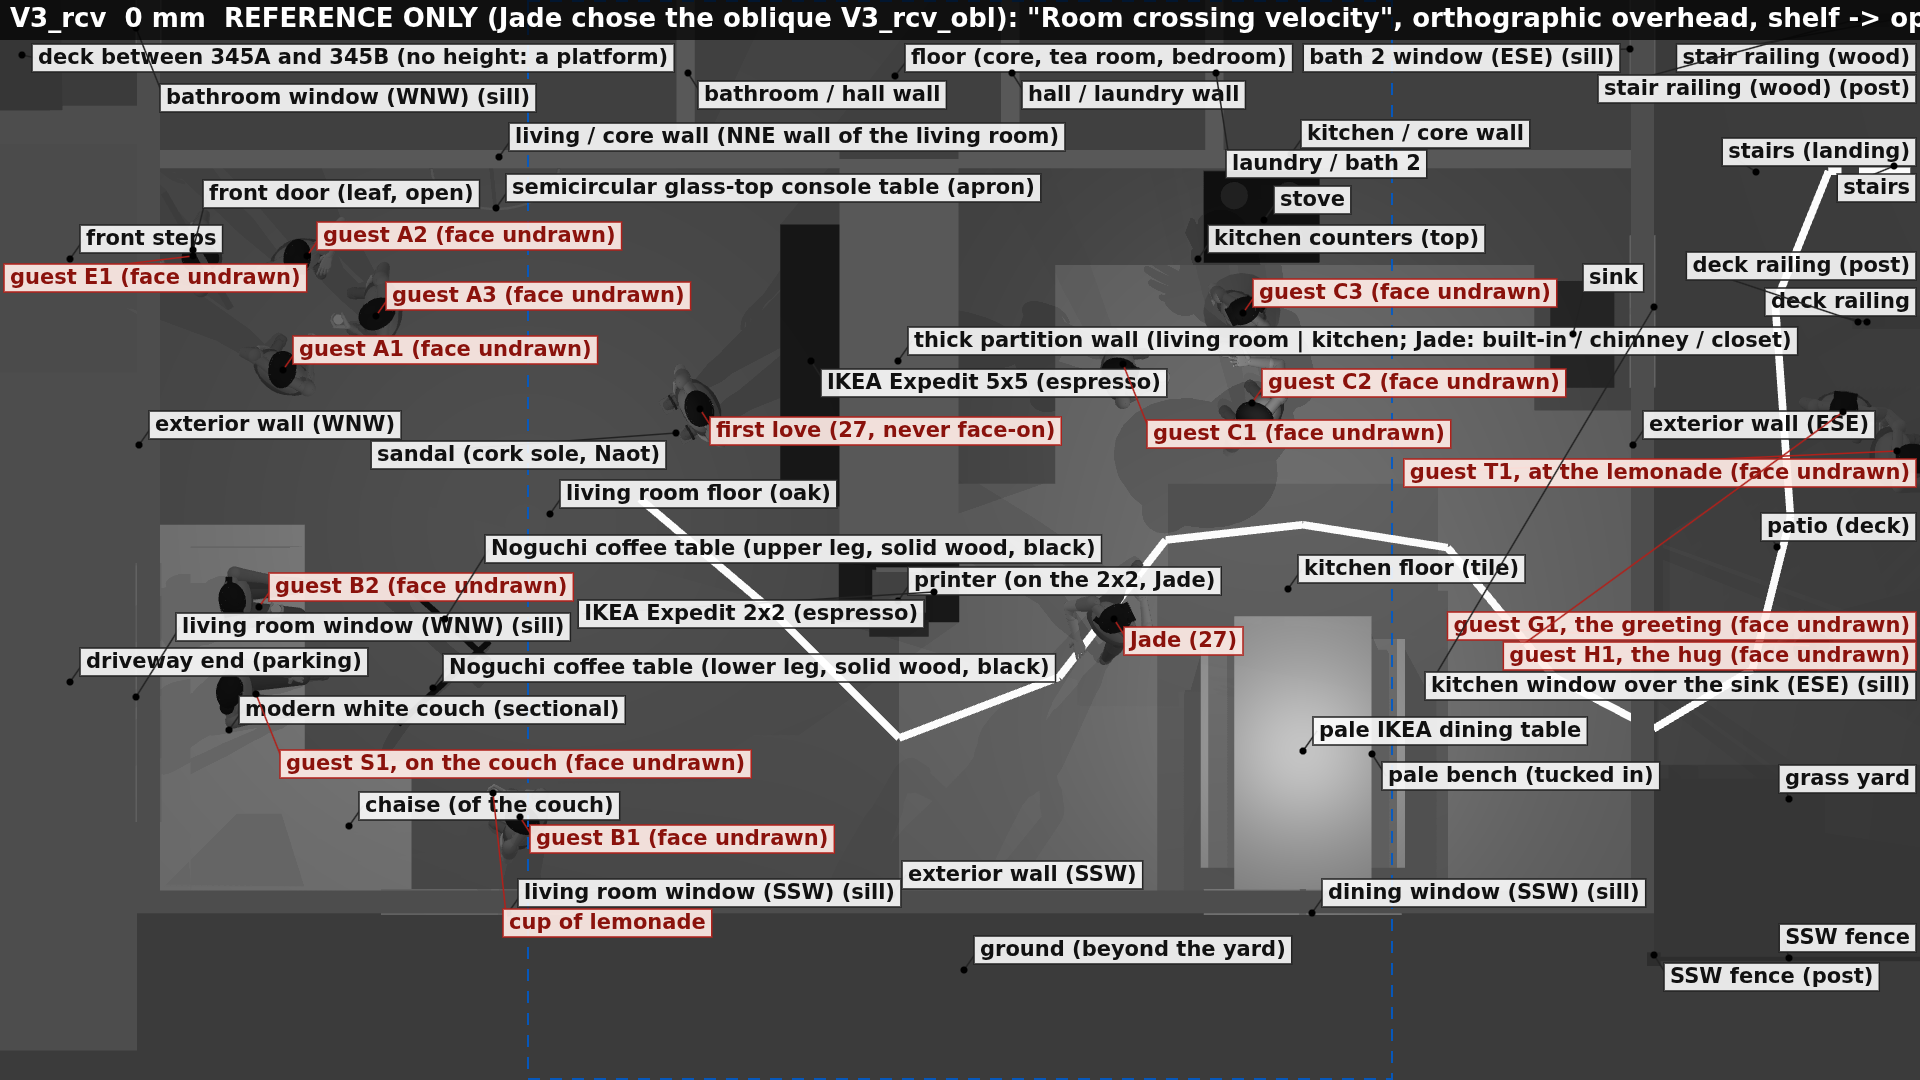 V3_rcv  0 mm  REFERENCE ONLY (Jade chose the oblique V3_rcv_obl): "Room crossing velocity", orthographic overhead, shelf -> op
deck between 345A and 345B (no height: a platform)
floor (core, tea room, bedroom)
bath 2 window (ESE) (sill)
stair railing (wood)
bathroom window (WNW) (sill)
bathroom / hall wall
hall / laundry wall
stair railing (wood) (post)
living / core wall (NNE wall of the living room)
kitchen / core wall
laundry / bath 2
stairs (landing)
front door (leaf, open)
semicircular glass-top console table (apron)
stove
stairs
front steps
guest A2 (face undrawn)
kitchen counters (top)
guest E1 (face undrawn)
sink
deck railing (post)
guest A3 (face undrawn)
guest C3 (face undrawn)
deck railing
guest A1 (face undrawn)
thick partition wall (living room | kitchen; Jade: built-in / chimney / closet)
IKEA Expedit 5x5 (espresso)
guest C2 (face undrawn)
exterior wall (WNW)
first love (27, never face-on)
guest C1 (face undrawn)
exterior wall (ESE)
sandal (cork sole, Naot)
guest T1, at the lemonade (face undrawn)
living room floor (oak)
patio (deck)
Noguchi coffee table (upper leg, solid wood, black)
kitchen floor (tile)
guest B2 (face undrawn)
printer (on the 2x2, Jade)
living room window (WNW) (sill)
IKEA Expedit 2x2 (espresso)
guest G1, the greeting (face undrawn)
Jade (27)
driveway end (parking)
Noguchi coffee table (lower leg, solid wood, black)
guest H1, the hug (face undrawn)
kitchen window over the sink (ESE) (sill)
modern white couch (sectional)
pale IKEA dining table
guest S1, on the couch (face undrawn)
pale bench (tucked in)
grass yard
chaise (of the couch)
guest B1 (face undrawn)
exterior wall (SSW)
living room window (SSW) (sill)
dining window (SSW) (sill)
cup of lemonade
SSW fence
ground (beyond the yard)
SSW fence (post)